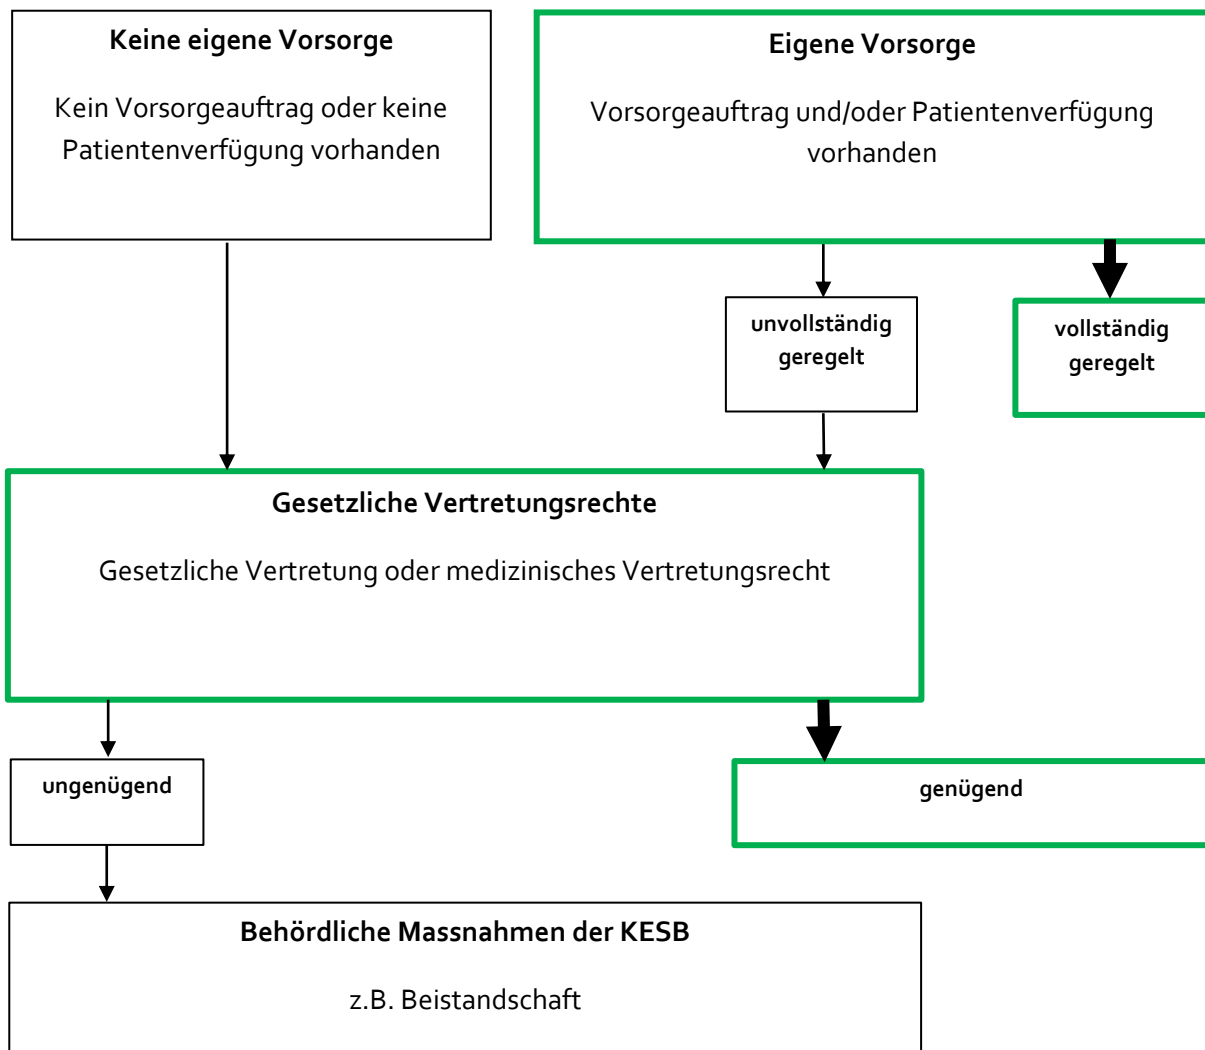 Keine eigene Vorsorge
Kein Vorsorgeauftrag oder keine
Patientenverfügung vorhanden
Eigene Vorsorge
Vorsorgeauftrag und/oder Patientenverfügung
vorhanden
unvollständig
geregelt
vollständig
geregelt
Gesetzliche Vertretungsrechte
Gesetzliche Vertretung oder medizinisches Vertretungsrecht
ungenügend
genügend
Behördliche Massnahmen der KESB
z.B. Beistandschaft